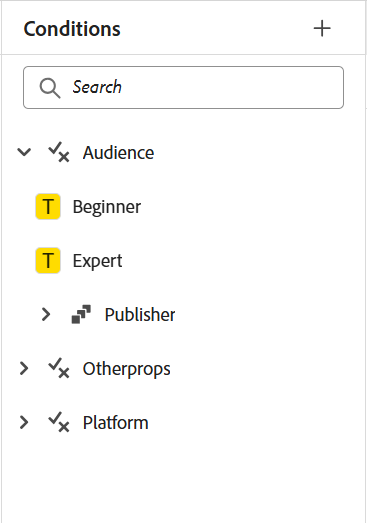 Conditions
Search
Audience
T Beginner
T Expert
Publisher
Otherprops
Platform